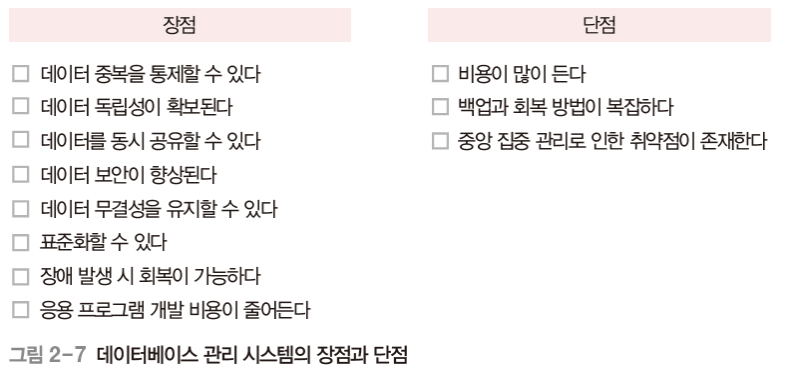 장점
데이터 중복을 통제할 수 있다
데이터 독립성이 확보된다
데이터를 동시 공유할 수 있다
데이터 보안이 향상된다
데이터 무결성을 유지할 수 있다
표준화할 수 있다
장애 발생 시 회복이 가능하다
응용 프로그램 개발 비용이 줄어든다
단점
비용이 많이 든다
백업과 회복 방법이 복잡하다
중앙 집중 관리로 인한 취약점이 존재한다
그림 2-7 데이터베이스 관리 시스템의 장점과 단점